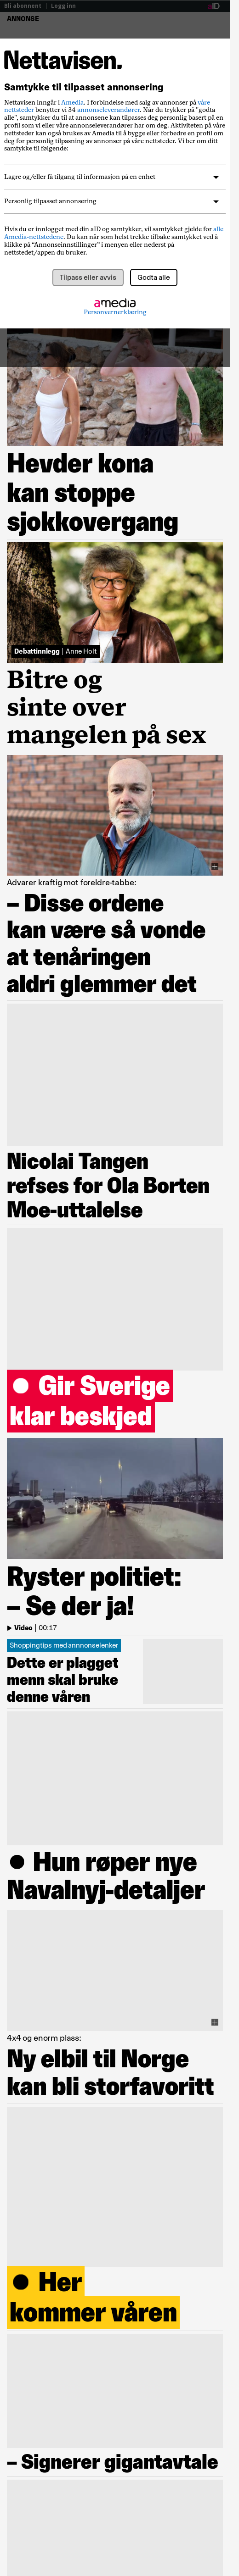 Bli abonnent | Logg inn
ANNONSE
Nettavisen.
Samtykke til tilpasset annonsering
Nettavisen inngår i Amedia. I forbindelse med salg av annonser på våre
nettsteder benytter vi 34 annonseleverandører. Når du trykker på "godta
alle", samtykker du til at annonsene kan tilpasses deg og din personlige
bruk basert på informasjon vi har om deg. Aktivitetsdata på våre
nettsteder kan også brukes av Amedia til å bygge eller forbedre en profil om
deg for personlig tilpassing av annonser på våre nettsteder. Vi ber om ditt
samtykke til følgende:
Lagre og/eller få tilgang til informasjon på en enhet
Personlig tilpasset annonsering
Hvis du er innlogget med din aID og samtykker, vil samtykket gjelde for alle
Amedia-nettstedene. Du kan når som helst trekke tilbake samtykket ved å
klikke på “Annonseinnstillinger” i menyen eller nederst på
nettstedet/appen du bruker.
Tilpass eller avvis
Godta alle
amedia
Personvernerklæring
Hevder kona
kan stoppe
sjokkovergang
Debattinnlegg | Anne Holt
Bitre og
sinte over
mangelen på sex
Advarer kraftig mot foreldre-tabbe:
– Disse ordene
kan være så vonde
at tenåringen
aldri glemmer det
Nicolai Tangen
refses for Ola Borten
Moe-uttalelse
● Gir Sverige
klar beskjed
Ryster politiet:
– Se der ja!
Video | 00:17
Shoppingtips med annnonselenker
Dette er plagget
menn skal bruke
denne våren
● Hun røper nye
Navalnyj-detaljer
4x4 og enorm plass:
Ny elbil til Norge
kan bli storfavoritt
● Her
kommer våren
– Signerer gigantavtale